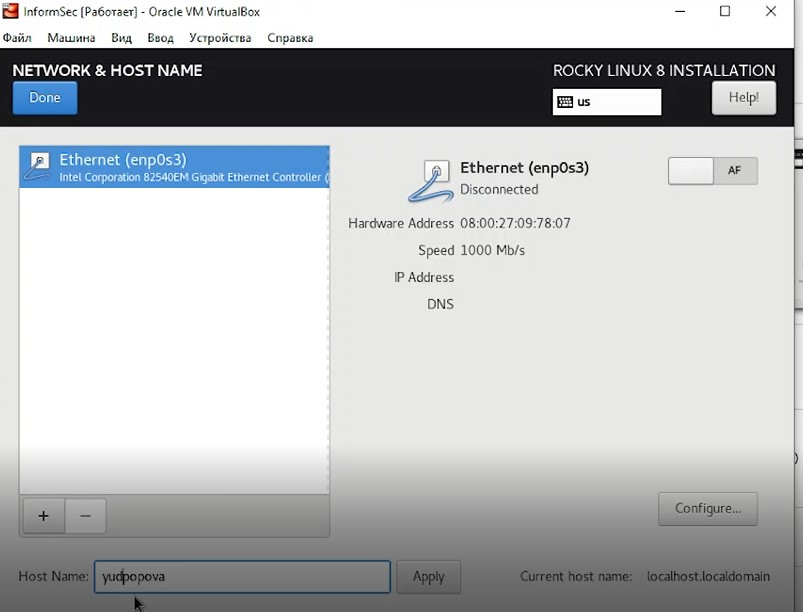 InformSec [Работает] - Oracle VM VirtualBox
Файл Машина Вид Ввод Устройства Справка
NETWORK & HOST NAME
ROCKY LINUX 8 INSTALLATION
Done
us
Help!
Ethernet (enp0s3)
Intel Corporation 82540EM Gigabit Ethernet Controller (
Ethernet (enp0s3)
Disconnected
AF
Hardware Address 08:00:27:09:78:07
Speed 1000 Mb/s
IP Address
DNS
+ −
Configure...
Host Name: yudpopova
Apply
Current host name: localhost.localdomain